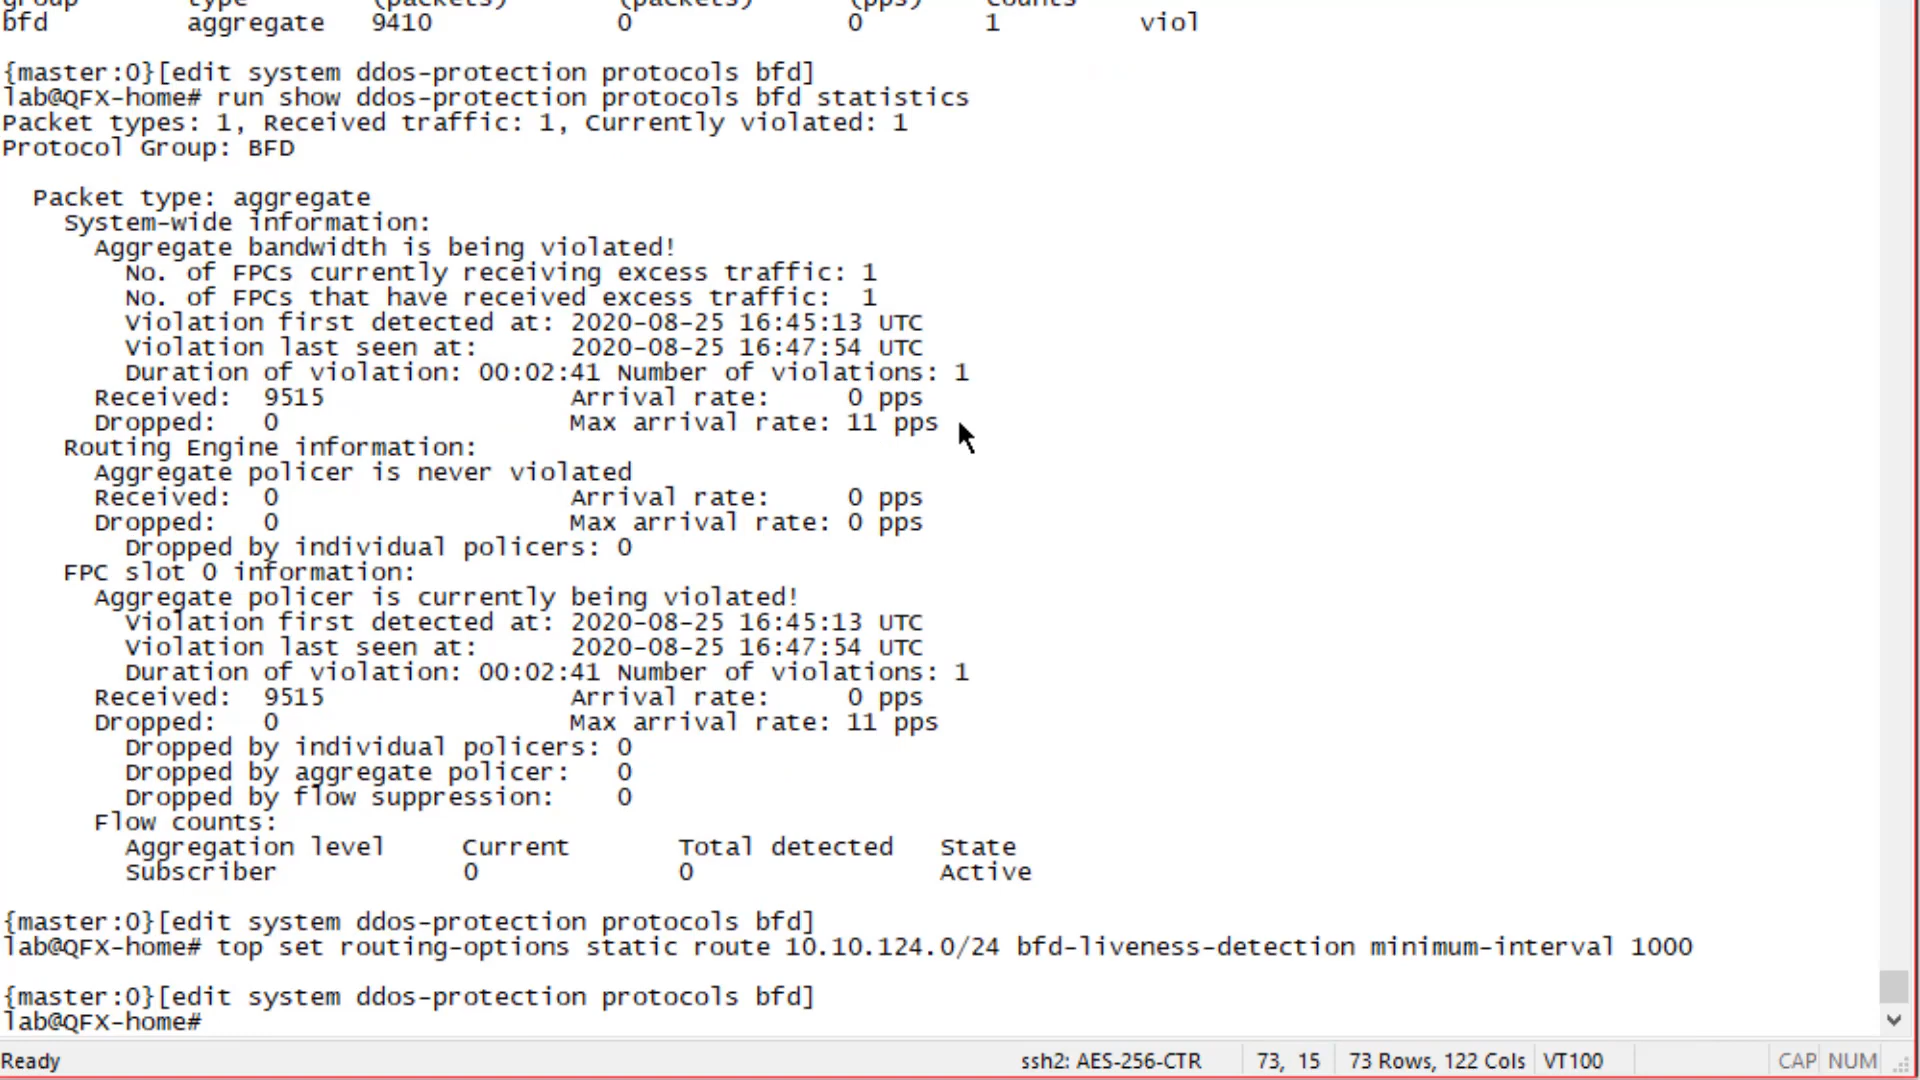 group         type        (packets)       (packets)      (pps)    counts
bfd         aggregate   9410            0              0        1         viol
{master:0}[edit system ddos-protection protocols bfd]
lab@QFX-home# run show ddos-protection protocols bfd statistics
Packet types: 1, Received traffic: 1, Currently violated: 1
Protocol Group: BFD
Packet type: aggregate
System-wide information:
Aggregate bandwidth is being violated!
No. of FPCs currently receiving excess traffic: 1
No. of FPCs that have received excess traffic:  1
Violation first detected at: 2020-08-25 16:45:13 UTC
Violation last seen at:      2020-08-25 16:47:54 UTC
Duration of violation: 00:02:41 Number of violations: 1
Received:  9515                Arrival rate:     0 pps
Dropped:   0                   Max arrival rate: 11 pps
Routing Engine information:
Aggregate policer is never violated
Received:  0                   Arrival rate:     0 pps
Dropped:   0                   Max arrival rate: 0 pps
Dropped by individual policers: 0
FPC slot 0 information:
Aggregate policer is currently being violated!
Violation first detected at: 2020-08-25 16:45:13 UTC
Violation last seen at:      2020-08-25 16:47:54 UTC
Duration of violation: 00:02:41 Number of violations: 1
Received:  9515                Arrival rate:     0 pps
Dropped:   0                   Max arrival rate: 11 pps
Dropped by individual policers: 0
Dropped by aggregate policer:   0
Dropped by flow suppression:    0
Flow counts:
Aggregation level     Current       Total detected   State
Subscriber            0             0                Active
{master:0}[edit system ddos-protection protocols bfd]
lab@QFX-home# top set routing-options static route 10.10.124.0/24 bfd-liveness-detection minimum-interval 1000
{master:0}[edit system ddos-protection protocols bfd]
lab@QFX-home#
Ready ssh2: AES-256-CTR 73, 15 73 Rows, 122 Cols VT100 CAP NUM